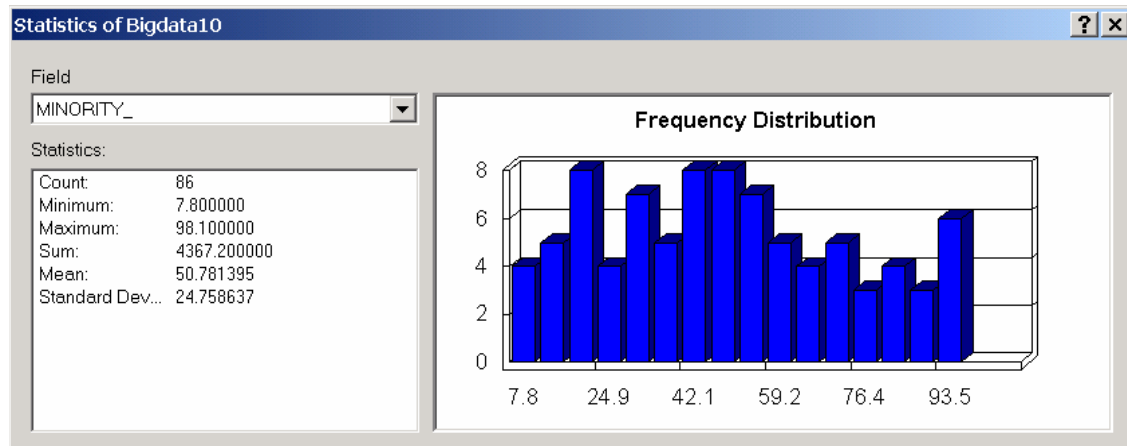 Statistics of Bigdata10
Field
MINORITY_
Statistics:
Count: 86
Minimum: 7.800000
Maximum: 98.100000
Sum: 4367.200000
Mean: 50.781395
Standard Dev... 24.758637
Frequency Distribution
8
6
4
2
0
7.8 24.9 42.1 59.2 76.4 93.5